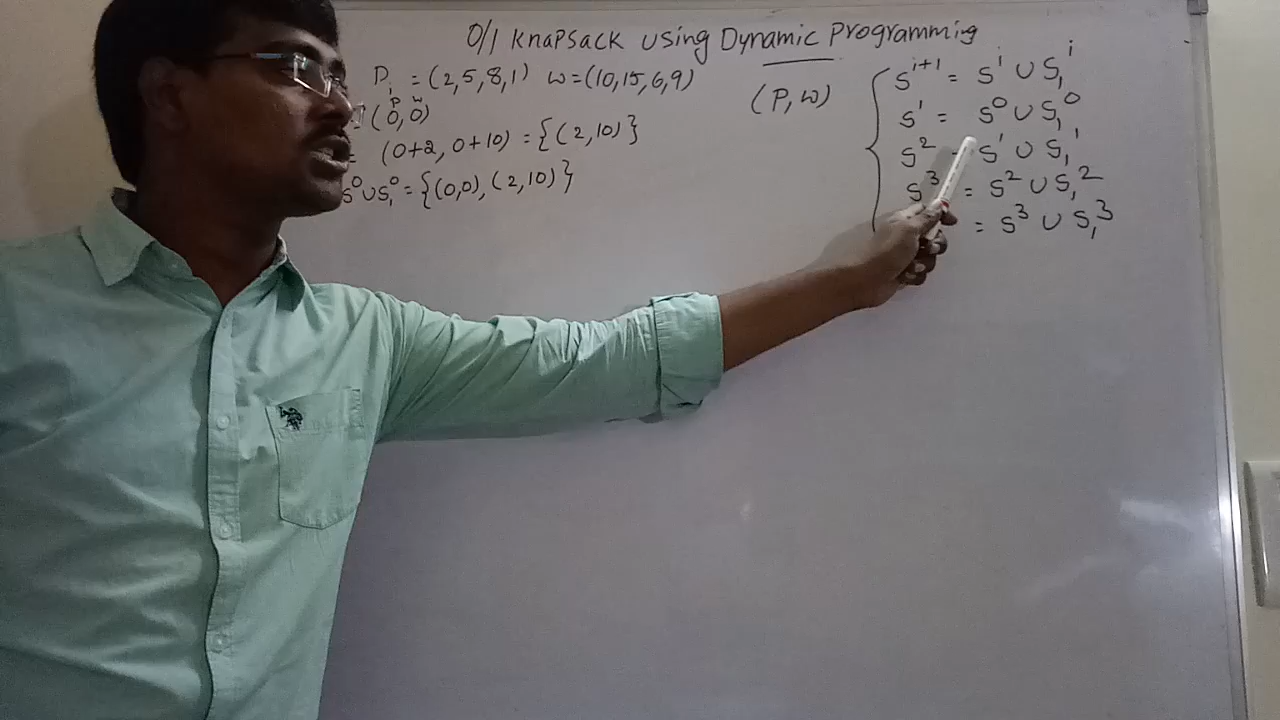 0/1 Knapsack using Dynamic Programming
P = (2,5,8,1) W = (10,15,6,9)
P W
(0,0)
= (0+2, 0+10) = {(2,10)}
S⁰ ∪ S₁⁰ = {(0,0), (2,10)}
(P,W)
Sⁱ⁺¹ = Sⁱ ∪ S₁ⁱ
S¹ = S⁰ ∪ S₁⁰
S² = S¹ ∪ S₁¹
S³ = S² ∪ S₁²
= S³ ∪ S₁³